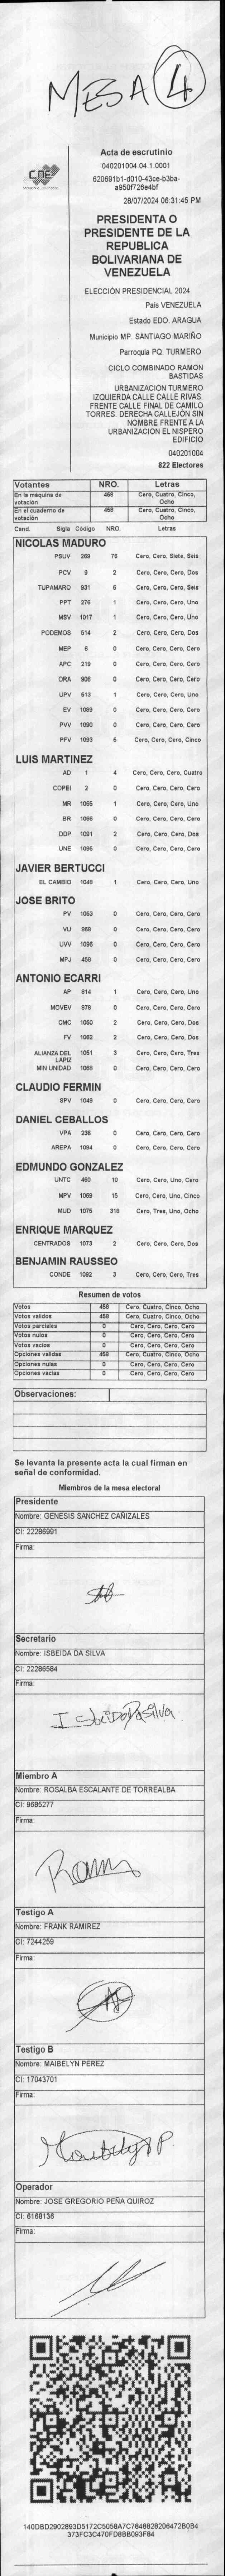 MESA 4
CNE
Acta de escrutinio
040201004.04.1.0001
620691b1-d010-43ce-b3ba-
a950f726e4bf
28/07/2024 06:31:45 PM
PRESIDENTA O
PRESIDENTE DE LA
REPUBLICA
BOLIVARIANA DE
VENEZUELA
ELECCIÓN PRESIDENCIAL 2024
Pais VENEZUELA
Estado EDO. ARAGUA
Municipio MP. SANTIAGO MARIÑO
Parroquia PQ. TURMERO
CICLO COMBINADO RAMON
BASTIDAS
URBANIZACION TURMERO
IZQUIERDA CALLE CALLE RIVAS.
FRENTE CALLE FINAL DE CAMILO
TORRES. DERECHA CALLEJÓN SIN
NOMBRE FRENTE A LA
URBANIZACION EL NISPERO
EDIFICIO
040201004
822 Electores
Votantes NRO. Letras
En la máquina de votación 458 Cero, Cuatro, Cinco, Ocho
En el cuaderno de votación 458 Cero, Cuatro, Cinco, Ocho
Cand. Sigla Código NRO. Letras
NICOLAS MADURO
PSUV 269 76 Cero, Cero, Siete, Seis
PCV 9 2 Cero, Cero, Cero, Dos
TUPAMARO 931 6 Cero, Cero, Cero, Seis
PPT 276 1 Cero, Cero, Cero, Uno
MSV 1017 1 Cero, Cero, Cero, Uno
PODEMOS 514 2 Cero, Cero, Cero, Dos
MEP 6 0 Cero, Cero, Cero, Cero
APC 219 0 Cero, Cero, Cero, Cero
ORA 906 0 Cero, Cero, Cero, Cero
UPV 513 1 Cero, Cero, Cero, Uno
EV 1089 0 Cero, Cero, Cero, Cero
PVV 1090 0 Cero, Cero, Cero, Cero
PFV 1093 Cero, Cero, Cero, Cinco
LUIS MARTINEZ
AD 1 4 Cero, Cero, Cero, Cuatro
COPEI 2 0 Cero, Cero, Cero, Cero
MR 1065 1 Cero, Cero, Cero, Uno
BR 1066 0 Cero, Cero, Cero, Cero
DDP 1091 2 Cero, Cero, Cero, Dos
UNE 1095 0 Cero, Cero, Cero, Cero
JAVIER BERTUCCI
EL CAMBIO 1048 1 Cero, Cero, Cero, Uno
JOSE BRITO
PV 1053 0 Cero, Cero, Cero, Cero
VU 868 0 Cero, Cero, Cero, Cero
UVV 1096 0 Cero, Cero, Cero, Cero
MPJ 458 0 Cero, Cero, Cero, Cero
ANTONIO ECARRI
AP 814 1 Cero, Cero, Cero, Uno
MOVEV 878 0 Cero, Cero, Cero, Cero
CMC 1050 2 Cero, Cero, Cero, Dos
FV 1062 2 Cero, Cero, Cero, Dos
ALIANZA DEL LAPIZ 1051 3 Cero, Cero, Cero, Tres
MIN UNIDAD 1068 0 Cero, Cero, Cero, Cero
CLAUDIO FERMIN
SPV 1049 0 Cero, Cero, Cero, Cero
DANIEL CEBALLOS
VPA 236 0 Cero, Cero, Cero, Cero
AREPA 1094 0 Cero, Cero, Cero, Cero
EDMUNDO GONZALEZ
UNTC 460 10 Cero, Cero, Uno, Cero
MPV 1069 15 Cero, Cero, Uno, Cinco
MUD 1075 318 Cero, Tres, Uno, Ocho
ENRIQUE MARQUEZ
CENTRADOS 1073 2 Cero, Cero, Cero, Dos
BENJAMIN RAUSSEO
CONDE 1092 3 Cero, Cero, Cero, Tres
Resumen de votos
Votos 458 Cero, Cuatro, Cinco, Ocho
Votos validos 458 Cero, Cuatro, Cinco, Ocho
Votos parciales 0 Cero, Cero, Cero, Cero
Votos nulos 0 Cero, Cero, Cero, Cero
Votos vacios 0 Cero, Cero, Cero, Cero
Opciones validas 458 Cero, Cuatro, Cinco, Ocho
Opciones nulas 0 Cero, Cero, Cero, Cero
Opciones vacias 0 Cero, Cero, Cero, Cero
Observaciones:
Se levanta la presente acta la cual firman en
señal de conformidad.
Miembros de la mesa electoral
Presidente
Nombre: GENESIS SANCHEZ CAÑIZALES
CI: 22286991
Firma:
Secretario
Nombre: ISBEIDA DA SILVA
CI: 22286584
Firma:
Isbeida Da Silva
Miembro A
Nombre: ROSALBA ESCALANTE DE TORREALBA
CI: 9685277
Firma:
Testigo A
Nombre: FRANK RAMIREZ
CI: 7244259
Firma:
Testigo B
Nombre: MAIBELYN PEREZ
CI: 17043701
Firma:
Maibelyn P.
Operador
Nombre: JOSE GREGORIO PEÑA QUIROZ
CI: 6168136
Firma:
140DBD2902893D5172C5058A7C7848828206472B0B4
373FC3C470FD8BB093F84